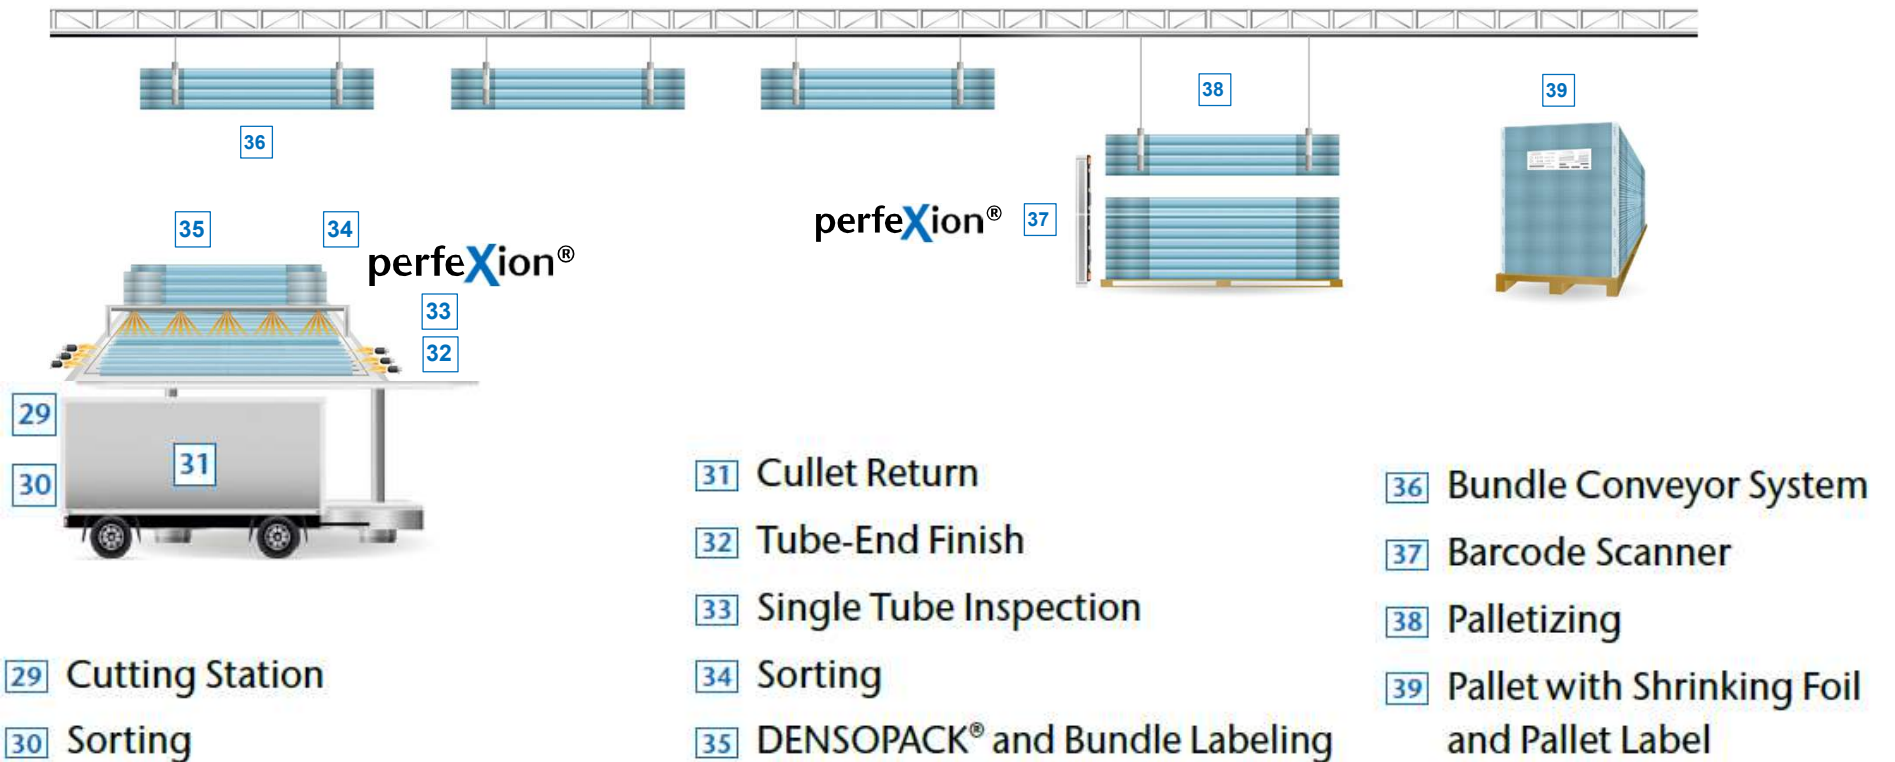 36
38
39
35
34
perfeXion®
perfeXion®
37
33
32
29
31
30
31 Cullet Return
32 Tube-End Finish
33 Single Tube Inspection
34 Sorting
35 DENSOPACK® and Bundle Labeling
29 Cutting Station
30 Sorting
36 Bundle Conveyor System
37 Barcode Scanner
38 Palletizing
39 Pallet with Shrinking Foil
and Pallet Label